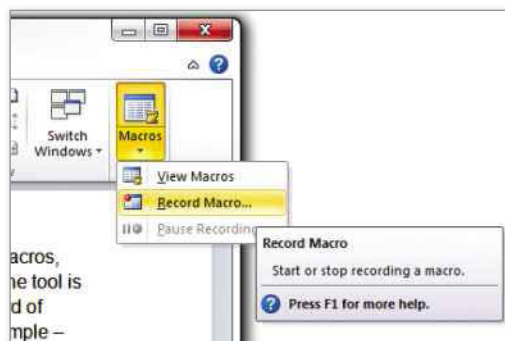 Switch
Windows
Macros
View Macros
Record Macro...
Pause Recording
Record Macro
Start or stop recording a macro.
Press F1 for more help.
acros,
ne tool is
d of
mple –